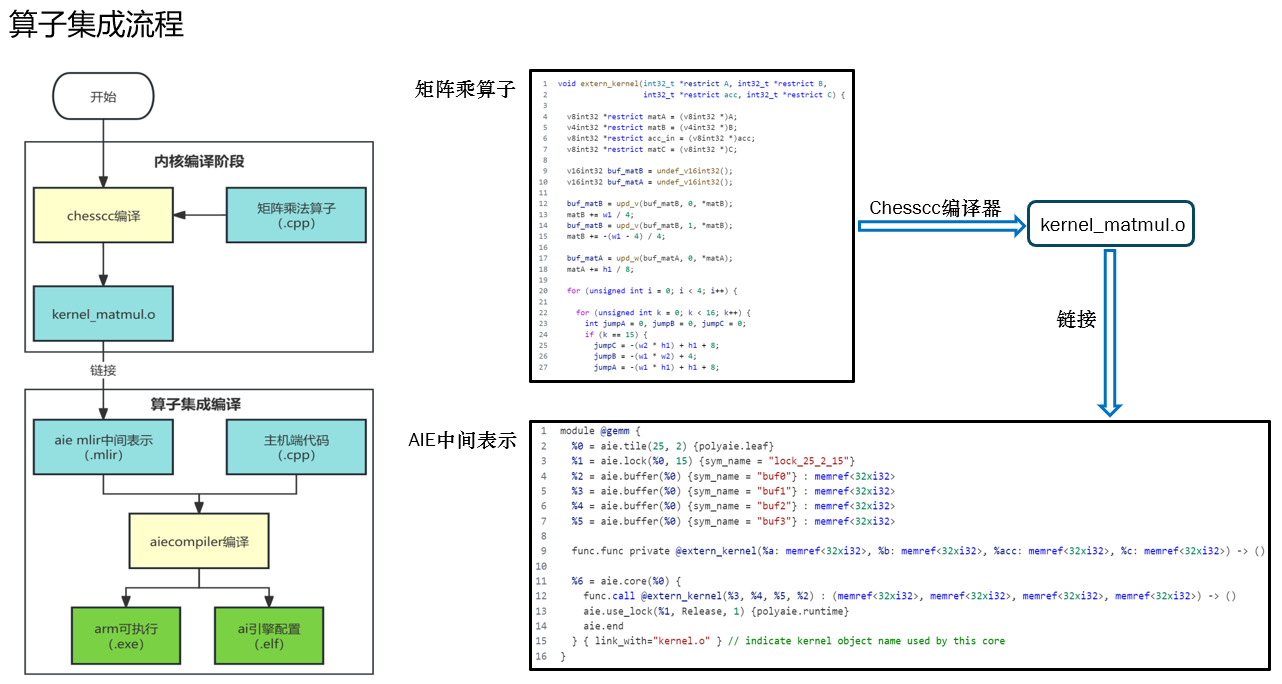 算子集成流程
开始
内核编译阶段
chesscc编译
矩阵乘法算子
(.cpp)
kernel_matmul.o
链接
算子集成编译
aie mlir中间表示
(.mlir)
主机端代码
(.cpp)
aiecompiler编译
arm可执行
(.exe)
ai引擎配置
(.elf)
矩阵乘算子
1 void extern_kernel(int32_t *restrict A, int32_t *restrict B,
2 int32_t *restrict acc, int32_t *restrict C) {
3
4 v8int32 *restrict matA = (v8int32 *)A;
5 v4int32 *restrict matB = (v4int32 *)B;
6 v8int32 *restrict acc_in = (v8int32 *)acc;
7 v8int32 *restrict matC = (v8int32 *)C;
8
9 v16int32 buf_matB = undef_v16int32();
10 v16int32 buf_matA = undef_v16int32();
11
12 buf_matB = upd_v(buf_matB, 0, *matB);
13 matB += w1 / 4;
14 buf_matB = upd_v(buf_matB, 1, *matB);
15 matB += -(w1 - 4) / 4;
16
17 buf_matA = upd_w(buf_matA, 0, *matA);
18 matA += h1 / 8;
19
20 for (unsigned int i = 0; i < 4; i++) {
21
22 for (unsigned int k = 0; k < 16; k++) {
23 int jumpA = 0, jumpB = 0, jumpC = 0;
24 if (k == 15) {
25 jumpC = -(w2 * h1) + h1 + 8;
26 jumpB = -(w1 * w2) + 4;
27 jumpA = -(w1 * h1) + h1 + 8;
Chesscc编译器
kernel_matmul.o
链接
AIE中间表示
1 module @gemm {
2 %0 = aie.tile(25, 2) {polyaie.leaf}
3 %1 = aie.lock(%0, 15) {sym_name = "lock_25_2_15"}
4 %2 = aie.buffer(%0) {sym_name = "buf0"} : memref<32xi32>
5 %3 = aie.buffer(%0) {sym_name = "buf1"} : memref<32xi32>
6 %4 = aie.buffer(%0) {sym_name = "buf2"} : memref<32xi32>
7 %5 = aie.buffer(%0) {sym_name = "buf3"} : memref<32xi32>
8
9 func.func private @extern_kernel(%a: memref<32xi32>, %b: memref<32xi32>, %acc: memref<32xi32>, %c: memref<32xi32>) -> ()
10
11 %6 = aie.core(%0) {
12 func.call @extern_kernel(%3, %4, %5, %2) : (memref<32xi32>, memref<32xi32>, memref<32xi32>, memref<32xi32>) -> ()
13 aie.use_lock(%1, Release, 1) {polyaie.runtime}
14 aie.end
15 } { link_with="kernel.o" } // indicate kernel object name used by this core
16 }